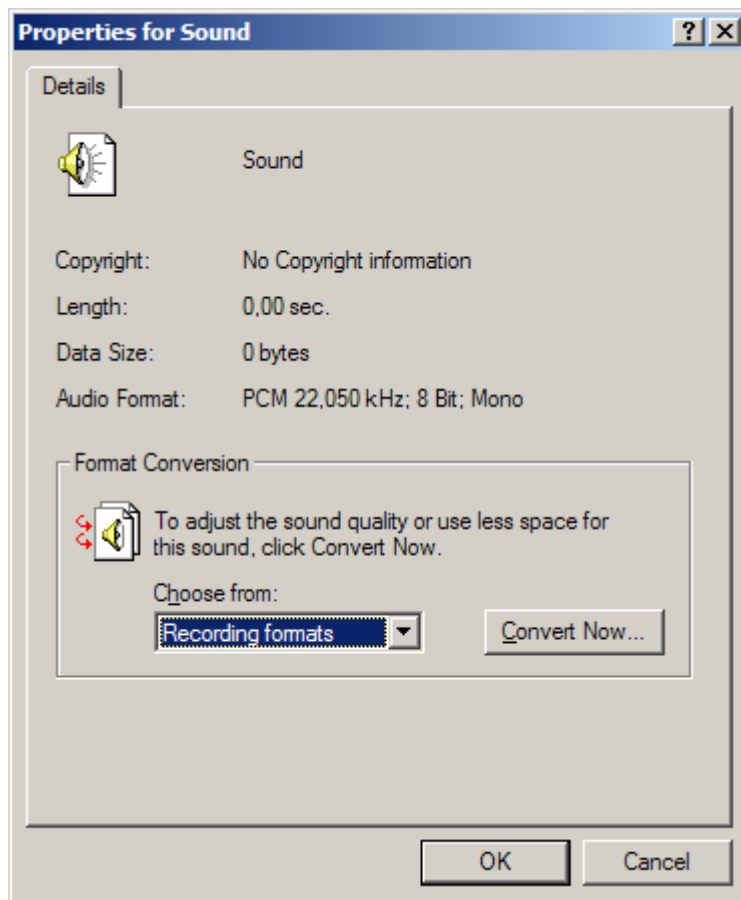 Properties for Sound
Details
Sound
Copyright: No Copyright information
Length: 0,00 sec.
Data Size: 0 bytes
Audio Format: PCM 22,050 kHz; 8 Bit; Mono
Format Conversion
To adjust the sound quality or use less space for
this sound, click Convert Now.
Choose from:
Recording formats Convert Now...
OK Cancel